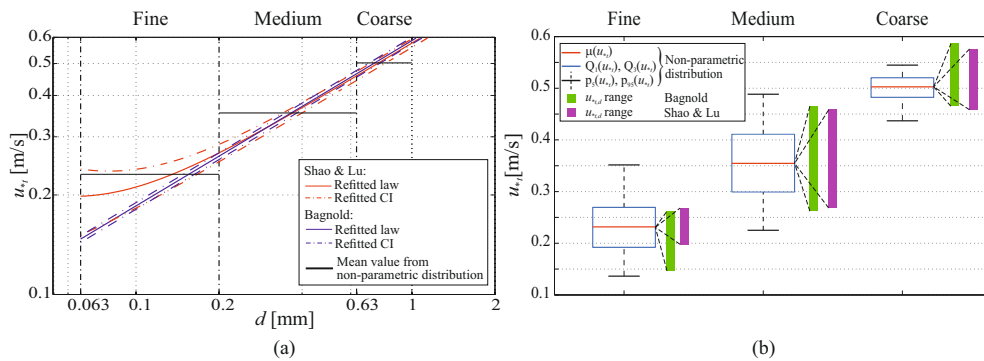 Fine Medium Coarse
0.6
0.5
0.4
0.3
0.2
0.1
u*t [m/s]
Shao & Lu:
Refitted law
Refitted CI
Bagnold:
Refitted law
Refitted CI
Mean value from
non-parametric distribution
0.063 0.1 0.2 0.63 1 2
d [mm]
(a)
Fine Medium Coarse
0.6
0.5
0.4
0.3
0.2
0.1
u*t [m/s]
μ(u*t)
Q1(u*t), Q3(u*t)
p5(u*t), p95(u*t)
Non-parametric
distribution
u*t,d range Bagnold
u*t,d range Shao & Lu
Fine Medium Coarse
(b)